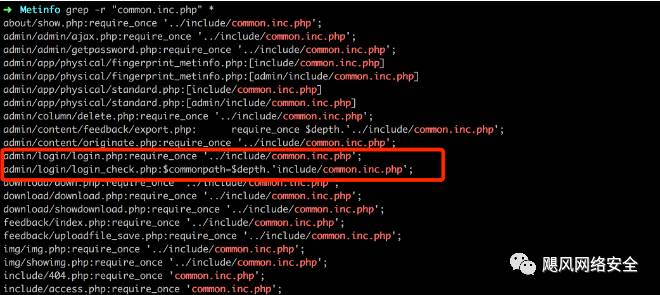 ➜  Metinfo grep -r "common.inc.php" *
about/show.php:require_once '../include/common.inc.php';
admin/admin/ajax.php:require_once '../include/common.inc.php';
admin/admin/getpassword.php:require_once '../include/common.inc.php';
admin/app/physical/fingerprint_metinfo.php:[include/common.inc.php]
admin/app/physical/fingerprint_metinfo.php:[admin/include/common.inc.php]
admin/app/physical/standard.php:[include/common.inc.php]
admin/app/physical/standard.php:[admin/include/common.inc.php]
admin/column/delete.php:require_once '../include/common.inc.php';
admin/content/feedback/export.php:      require_once $depth.'../include/common.inc.php';
admin/content/originate.php:require_once '../include/common.inc.php';
admin/login/login.php:require_once '../include/common.inc.php';
admin/login/login_check.php:$commonpath=$depth.'include/common.inc.php';
download/down.php:require_once '../include/common.inc.php';
download/download.php:require_once '../include/common.inc.php';
download/showdownload.php:require_once '../include/common.inc.php';
feedback/index.php:require_once '../include/common.inc.php';
feedback/uploadfile_save.php:require_once '../include/common.inc.php';
img/img.php:require_once '../include/common.inc.php';
img/showimg.php:require_once '../include/common.inc.php';
include/404.php:require_once 'common.inc.php';
include/access.php:require_once 'common.inc.php';
飓风网络安全